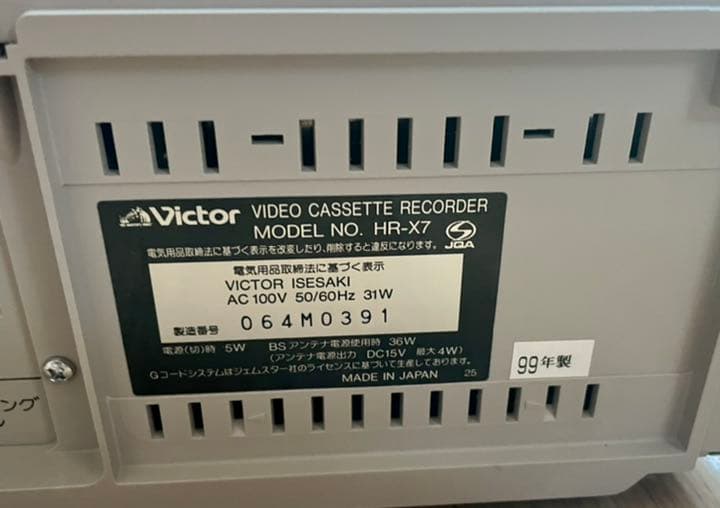 Victor VIDEO CASSETTE RECORDER
MODEL NO. HR-X7
JQA
電気用品取締法に基づく表示を改変したり、削除すると違反になります。
電気用品取締法に基づく表示
VICTOR ISESAKI
AC 100V 50/60Hz 31W
製造番号 064M0391
電源(切)時 5W BSアンテナ電源使用時 36W
(アンテナ電源出力 DC15V 最大4W)
Gコードシステムはジェムスター社のライセンスに基づいて生産しております。
MADE IN JAPAN 25
99年製
ング